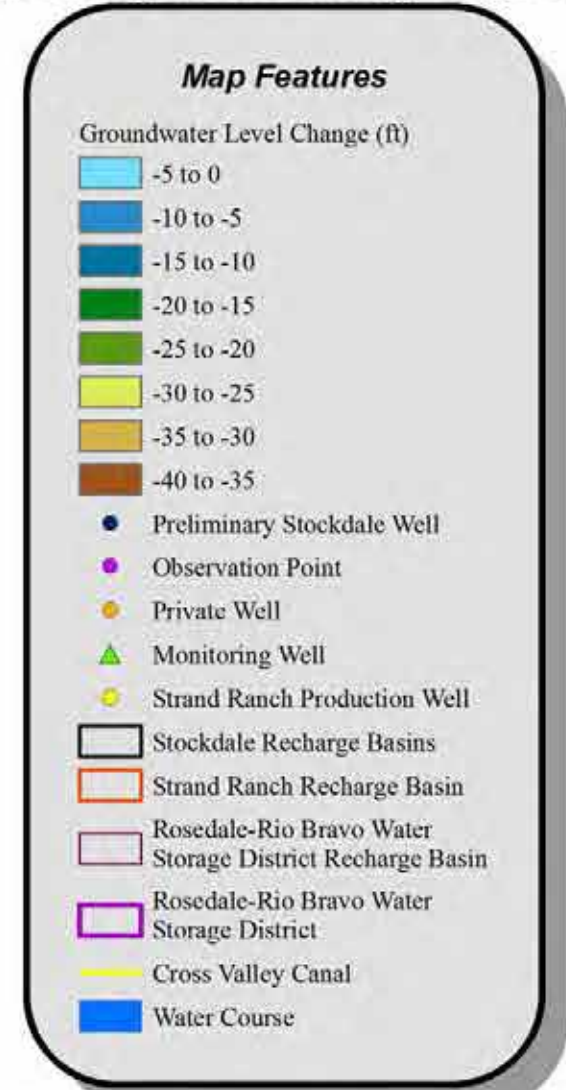 Map Features
Groundwater Level Change (ft)
-5 to 0
-10 to -5
-15 to -10
-20 to -15
-25 to -20
-30 to -25
-35 to -30
-40 to -35
Preliminary Stockdale Well
Observation Point
Private Well
Monitoring Well
Strand Ranch Production Well
Stockdale Recharge Basins
Strand Ranch Recharge Basin
Rosedale-Rio Bravo Water
Storage District Recharge Basin
Rosedale-Rio Bravo Water
Storage District
Cross Valley Canal
Water Course